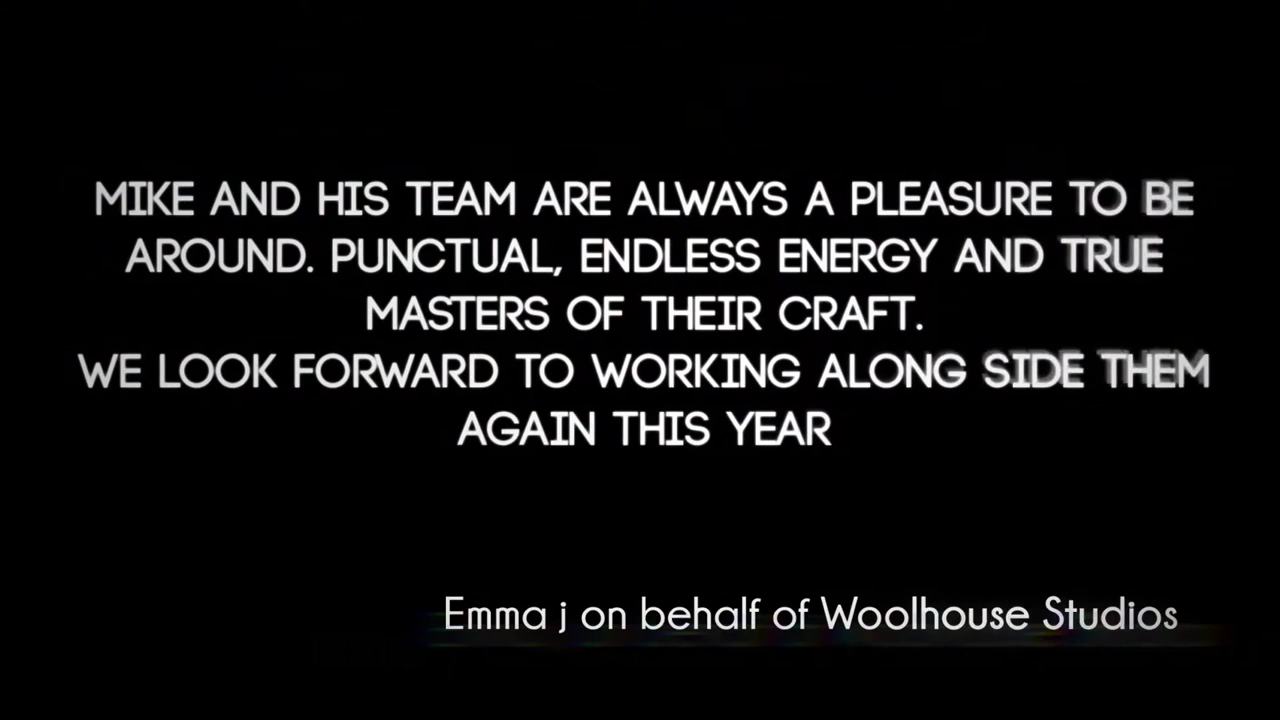 MIKE AND HIS TEAM ARE ALWAYS A PLEASURE TO BE
AROUND. PUNCTUAL, ENDLESS ENERGY AND TRUE
MASTERS OF THEIR CRAFT.
WE LOOK FORWARD TO WORKING ALONG SIDE THEM
AGAIN THIS YEAR
Emma j on behalf of Woolhouse Studios